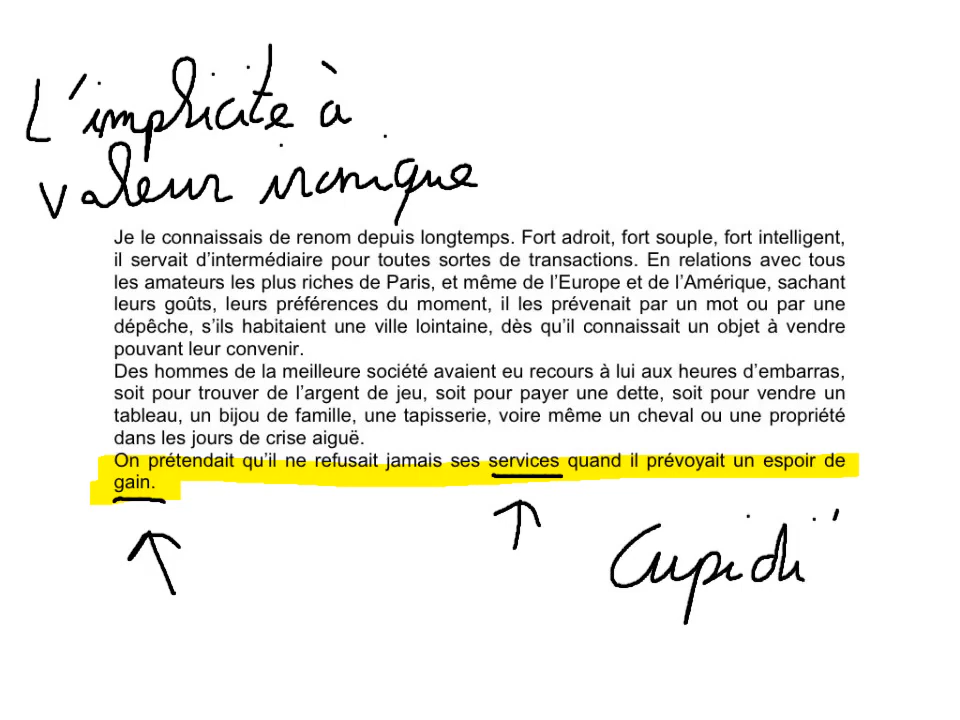 L'implicite à
valeur ironique
Je le connaissais de renom depuis longtemps. Fort adroit, fort souple, fort intelligent,
il servait d'intermédiaire pour toutes sortes de transactions. En relations avec tous
les amateurs les plus riches de Paris, et même de l'Europe et de l'Amérique, sachant
leurs goûts, leurs préférences du moment, il les prévenait par un mot ou par une
dépêche, s'ils habitaient une ville lointaine, dès qu'il connaissait un objet à vendre
pouvant leur convenir.
Des hommes de la meilleure société avaient eu recours à lui aux heures d'embarras,
soit pour trouver de l'argent de jeu, soit pour payer une dette, soit pour vendre un
tableau, un bijou de famille, une tapisserie, voire même un cheval ou une propriété
dans les jours de crise aiguë.
On prétendait qu'il ne refusait jamais ses services quand il prévoyait un espoir de
gain.